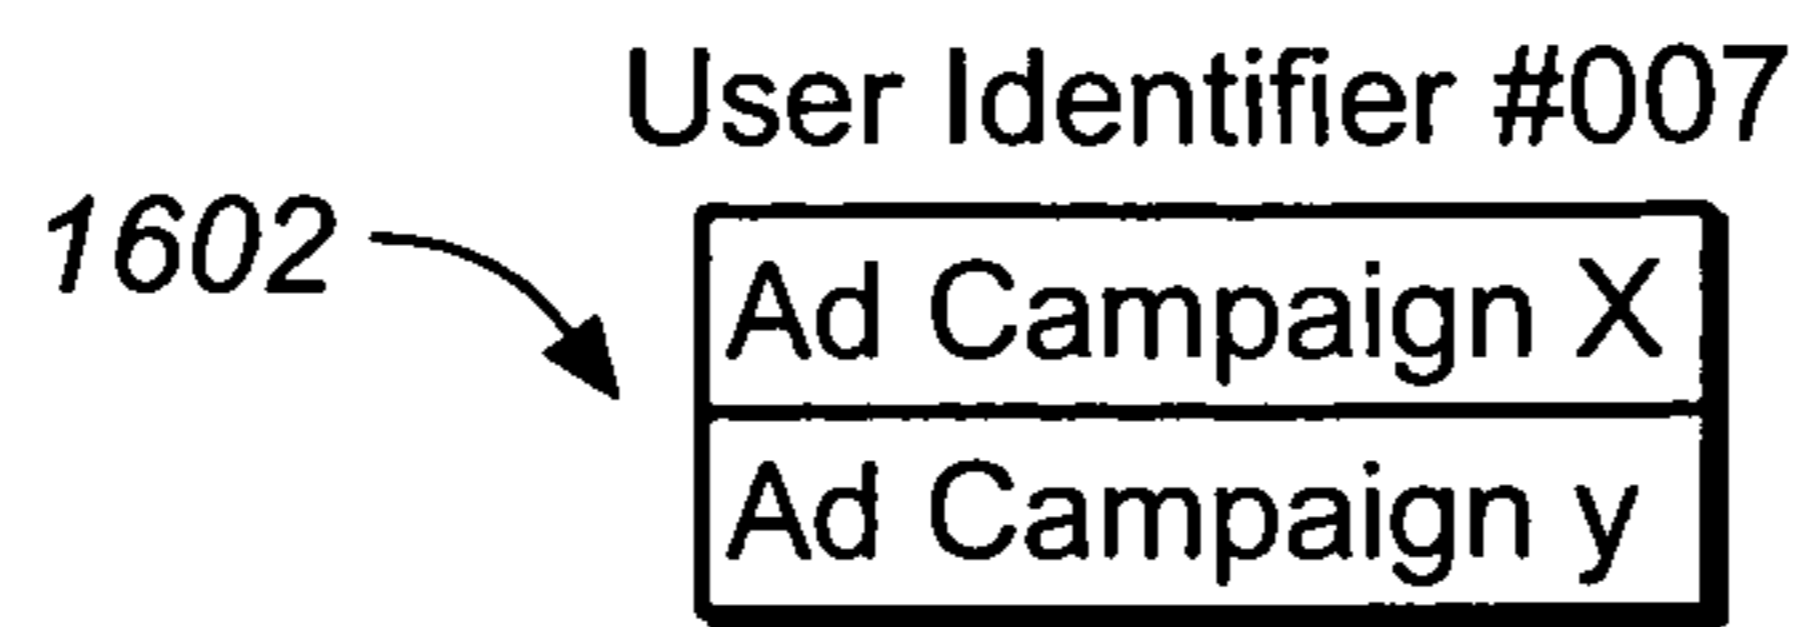 User Identifier #007
1602
Ad Campaign X
Ad Campaign y